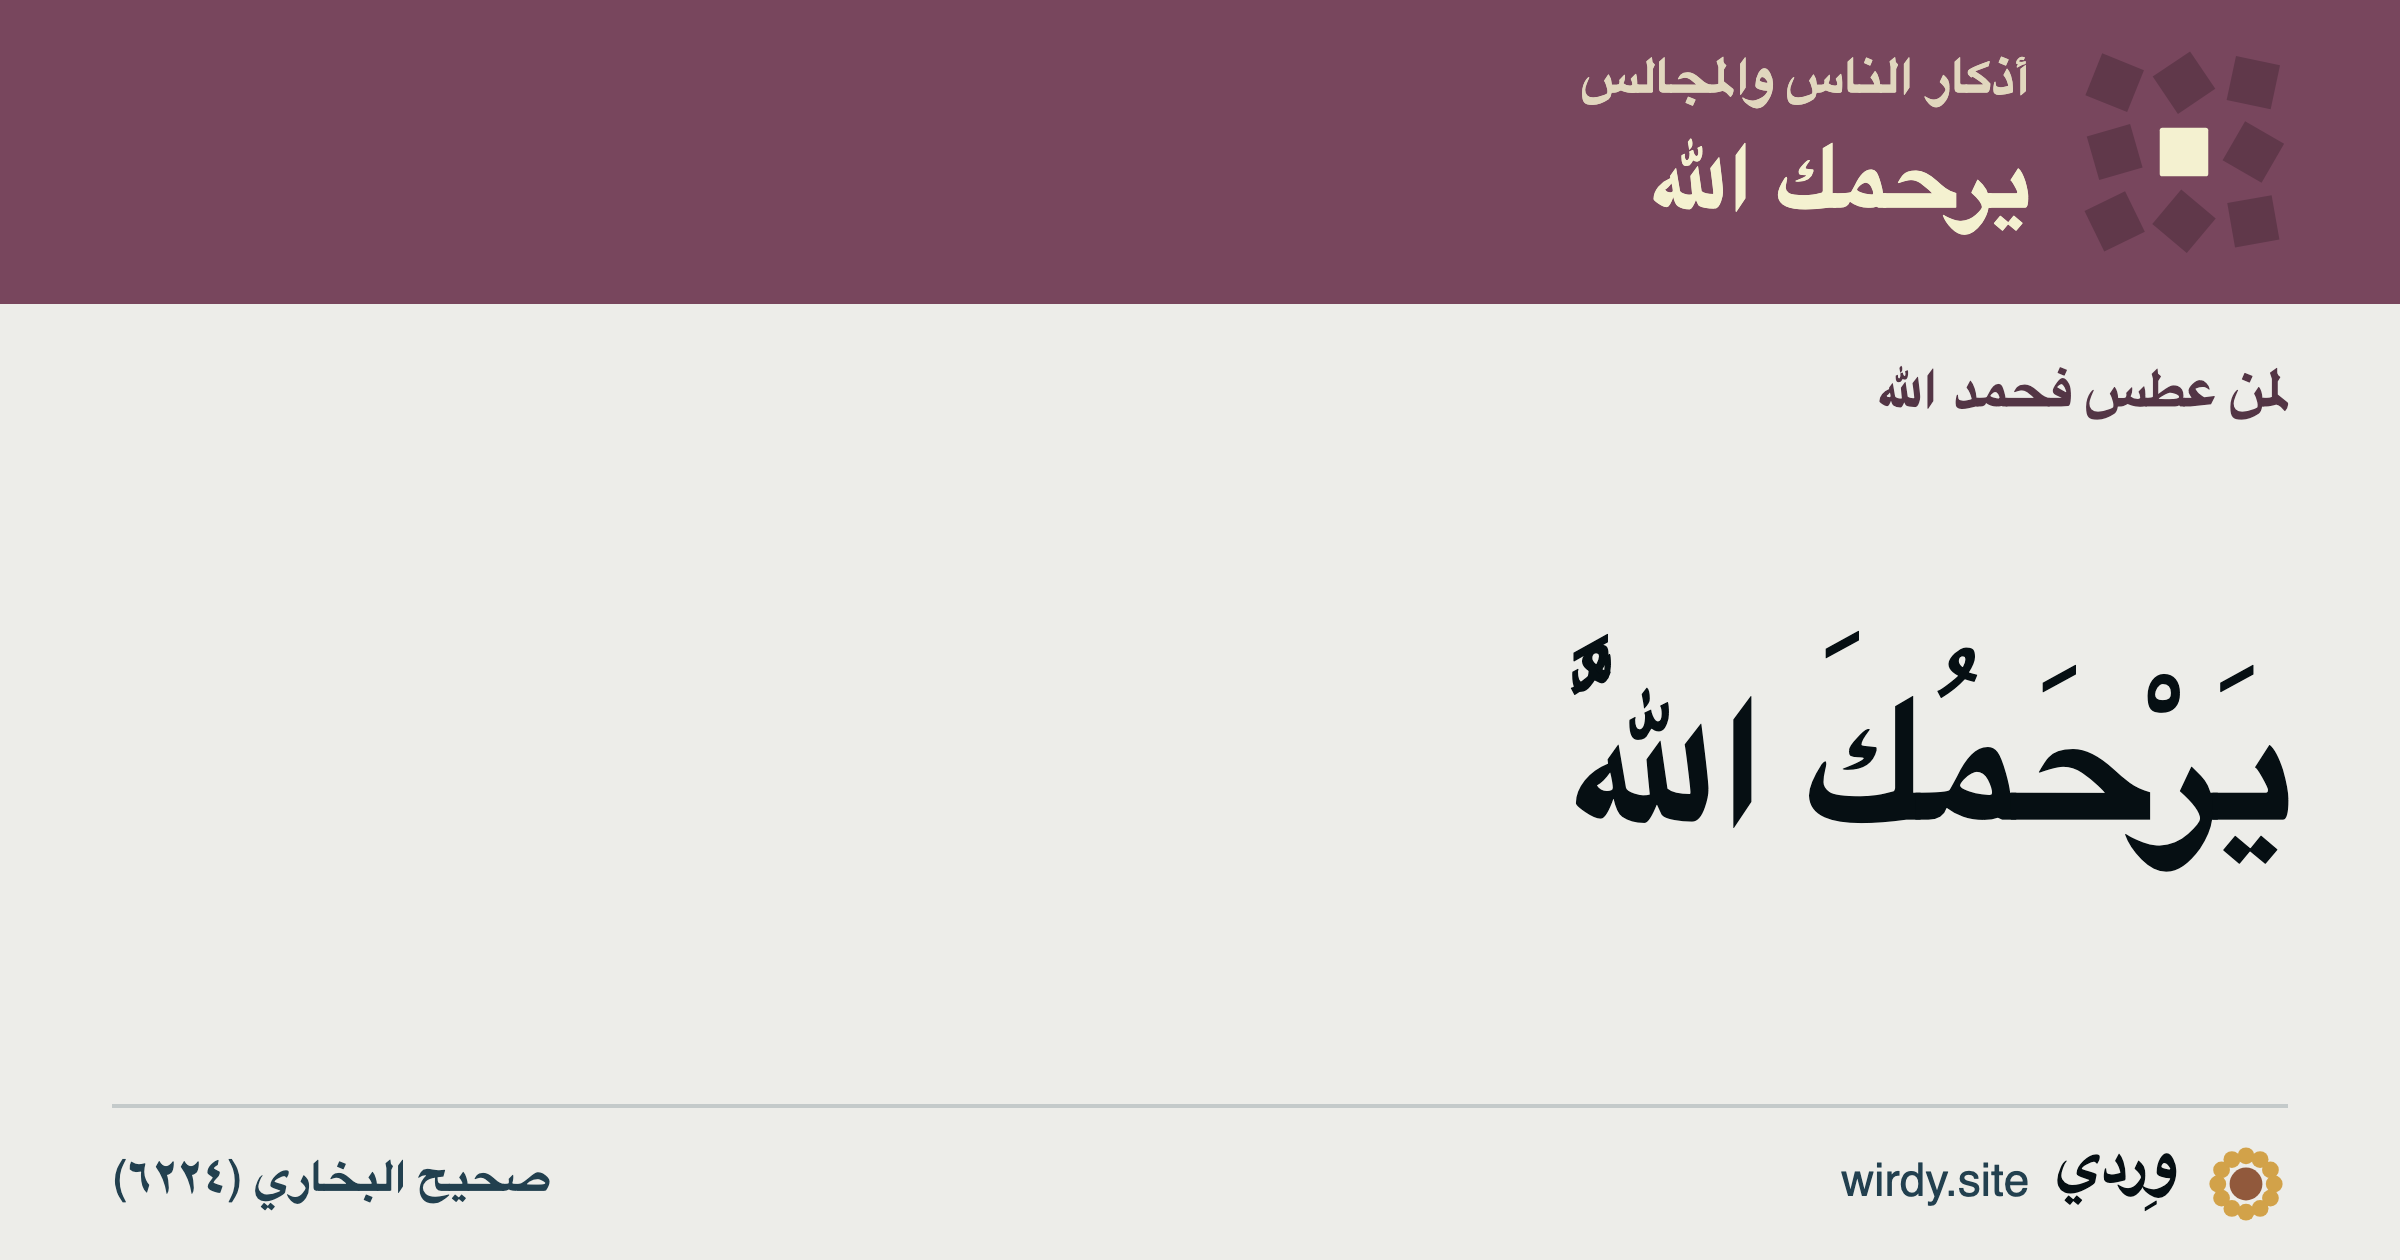 أذكار الناس والمجالس
يرحمك الله
لمن عطس فحمد الله
يَرْحَمُكَ اللَّهُ
وِردي wirdy.site
صحيح البخاري (٦٢٢٤)